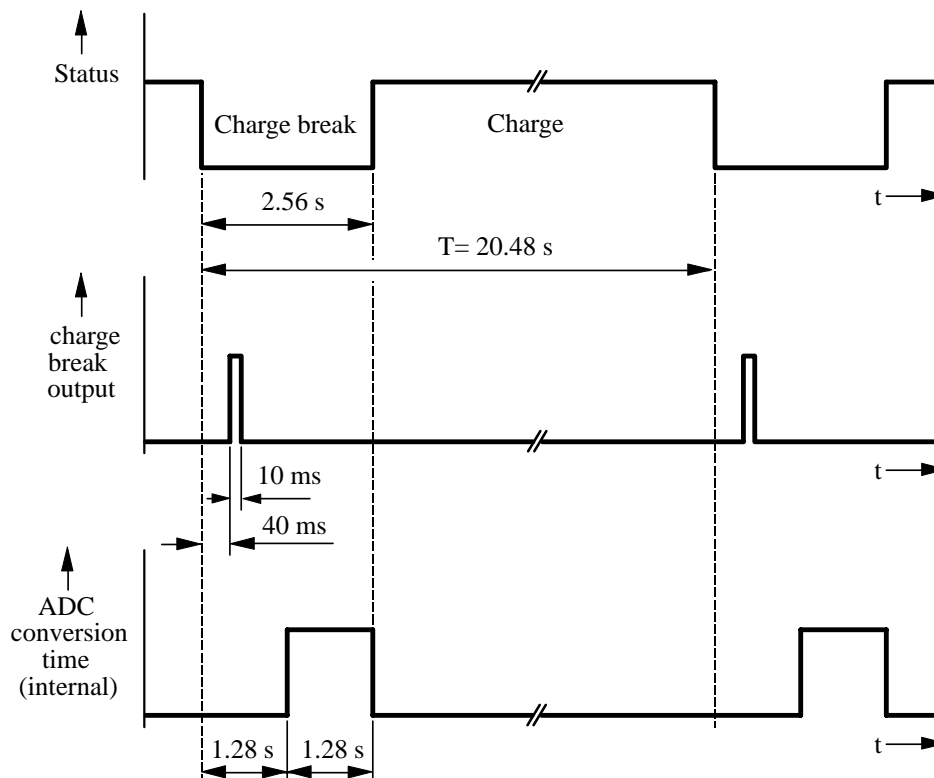 Status
Charge break
Charge
t
2.56 s
T= 20.48 s
charge
break
output
t
10 ms
40 ms
ADC
conversion
time
(internal)
t
1.28 s
1.28 s